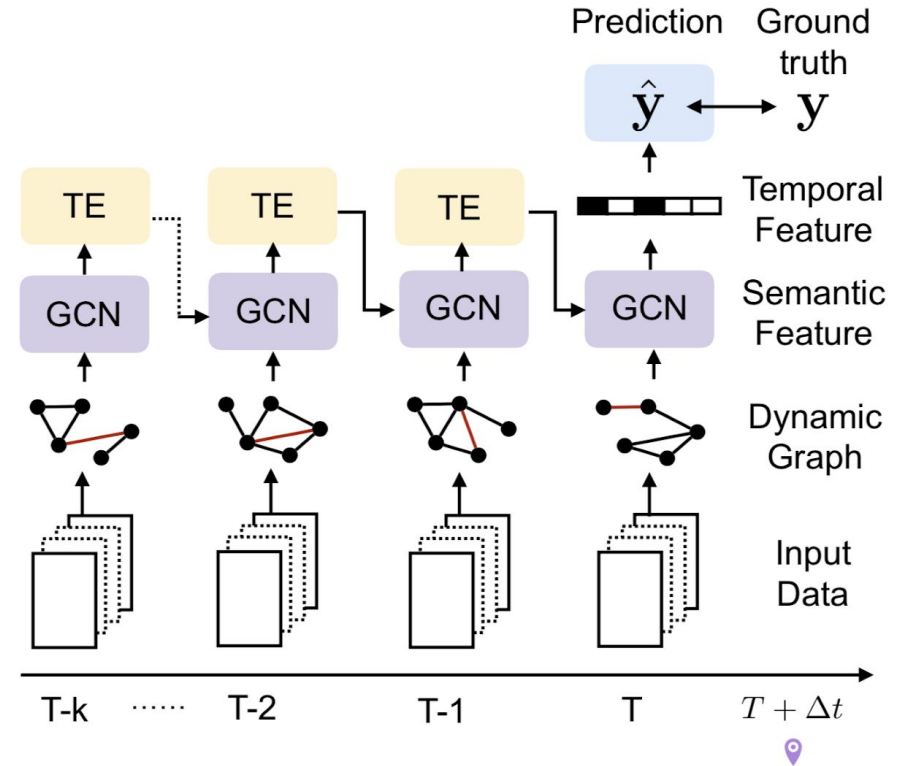 Prediction
Ground
truth
ŷ
y
TE
TE
TE
Temporal
Feature
GCN
GCN
GCN
GCN
Semantic
Feature
Dynamic
Graph
Input
Data
T-k
......
T-2
T-1
T
T + Δt